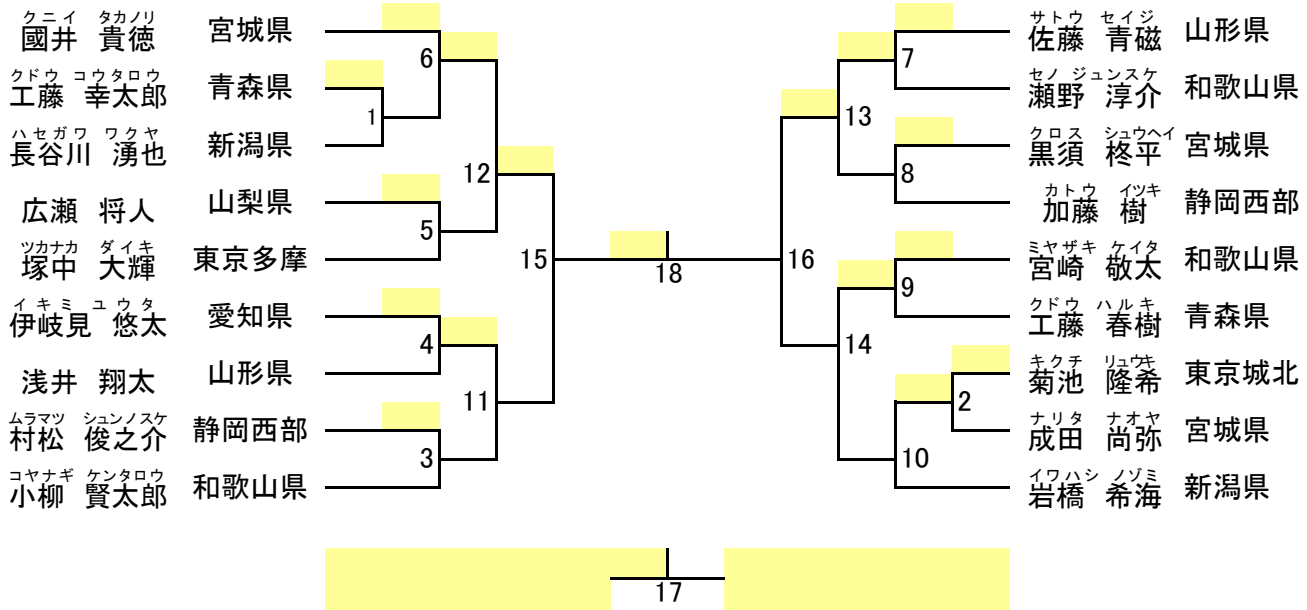 クニイ タカノリ
國井 貴徳 宮城県
クドウ コウタロウ
工藤 幸太郎 青森県
ハセガワ ワクヤ
長谷川 湧也 新潟県
広瀬 将人 山梨県
ツカナカ ダイキ
塚中 大輝 東京多摩
イキミ ユウタ
伊岐見 悠太 愛知県
浅井 翔太 山形県
ムラマツ シュンノスケ
村松 俊之介 静岡西部
コヤナギ ケンタロウ
小柳 賢太郎 和歌山県
6
1
12
5
15
4
11
3
18
7
13
8
16
9
14
2
10
17
サトウ セイジ
佐藤 青磁 山形県
セノ ジュンスケ
瀬野 淳介 和歌山県
クロス シュウヘイ
黒須 柊平 宮城県
カトウ イツキ
加藤 樹 静岡西部
ミヤザキ ケイタ
宮崎 敬太 和歌山県
クドウ ハルキ
工藤 春樹 青森県
キクチ リュウキ
菊池 隆希 東京城北
ナリタ ナオヤ
成田 尚弥 宮城県
イワハシ ノゾミ
岩橋 希海 新潟県